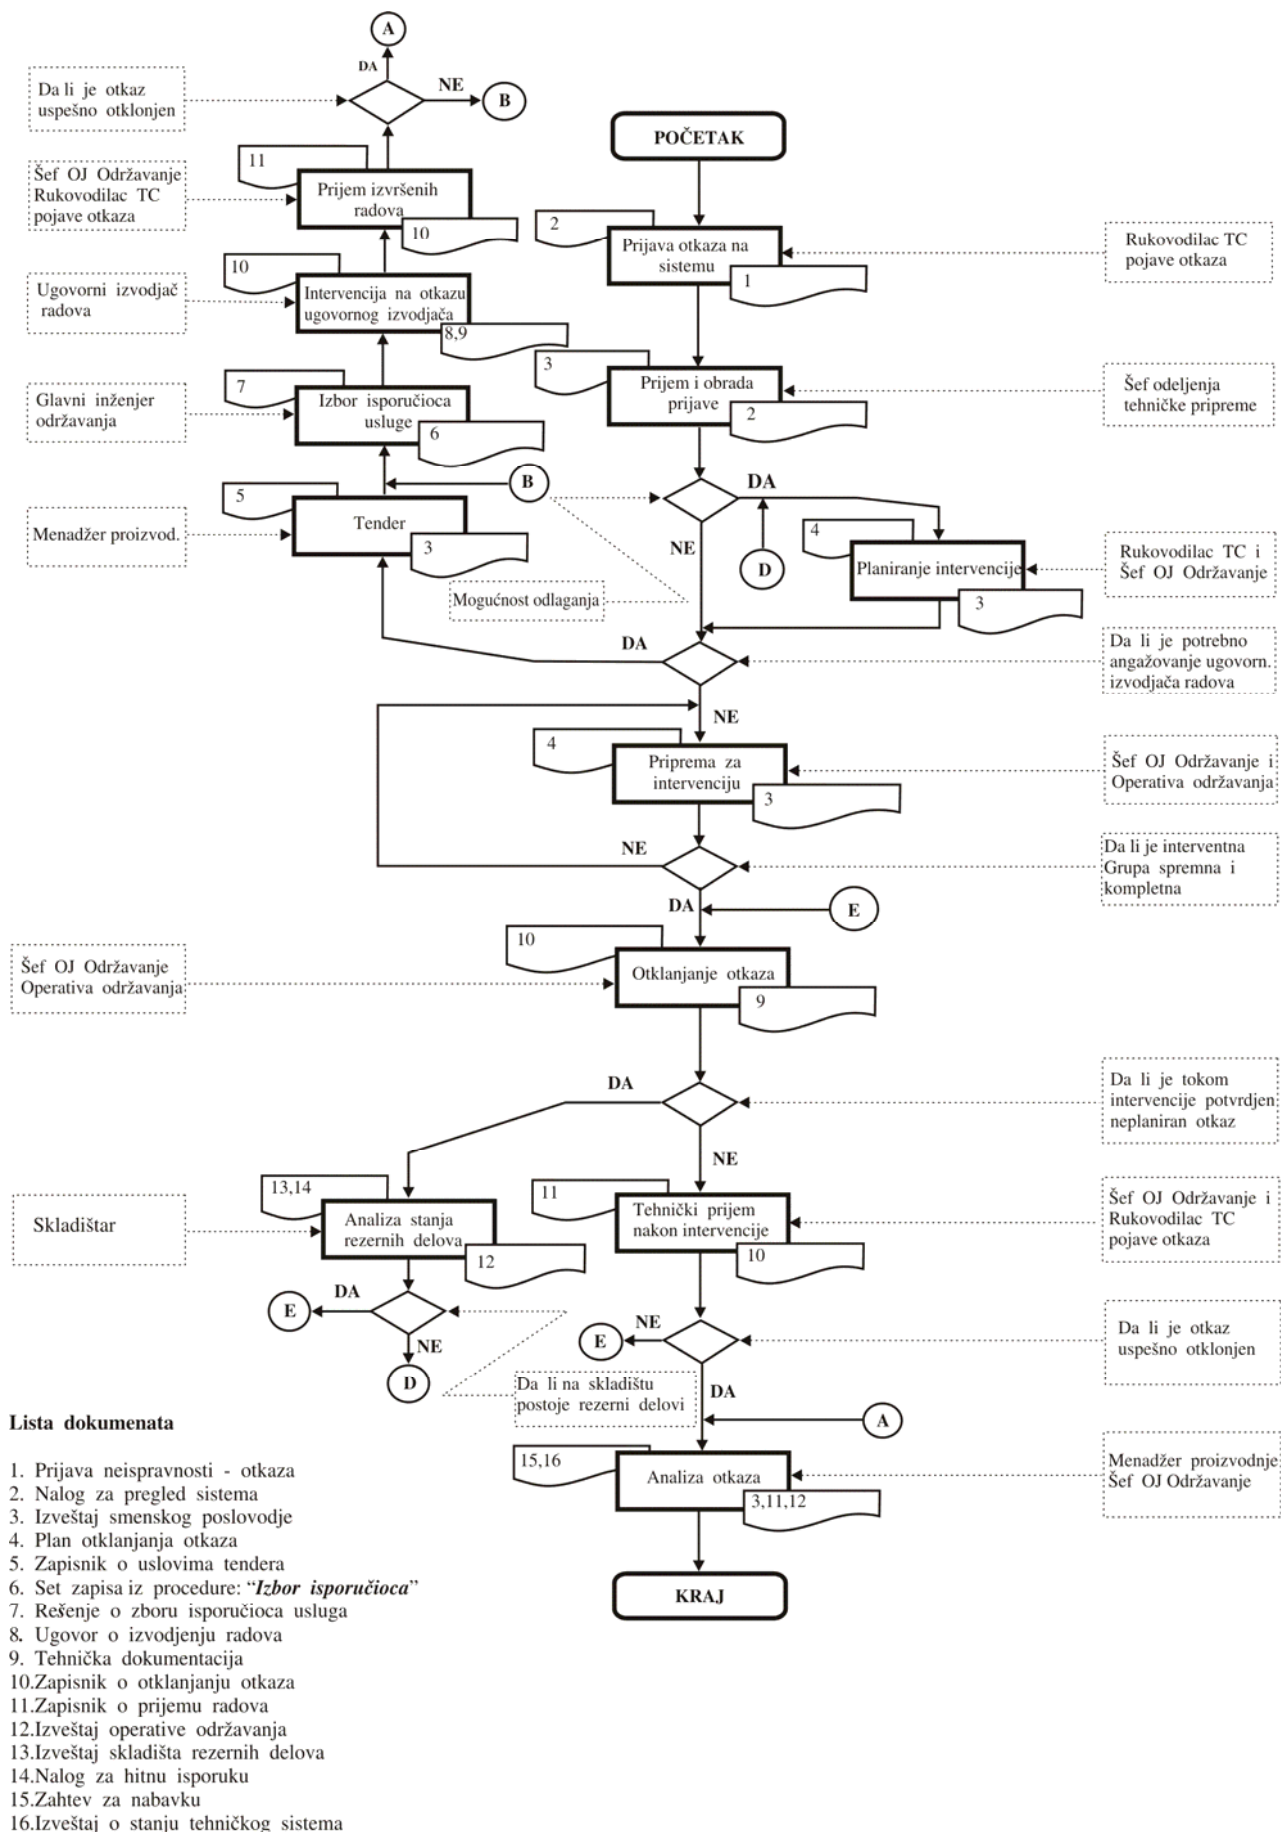 A
DA
NE
B
Da li je otkaz
uspešno otklonjen
11
Šef OJ Održavanje
Rukovodilac TC
pojave otkaza
Prijem izvršenih
radova
10
10
Ugovorni izvodjač
radova
Intervencija na otkazu
ugovornog izvodjača
8,9
7
Glavni inženjer
održavanja
Izbor isporučioca
usluge
6
B
5
Menadžer proizvod.
Tender
3
Mogućnost odlaganja
POČETAK
2
Prijava otkaza na
sistemu
1
Rukovodilac TC
pojave otkaza
3
Prijem i obrada
prijave
2
Šef odeljenja
tehničke pripreme
DA
NE
D
4
Planiranje intervencije
3
Rukovodilac TC i
Šef OJ Održavanje
DA
Da li je potrebno
angažovanje ugovorn.
izvodjača radova
NE
4
Priprema za
intervenciju
3
Šef OJ Održavanje i
Operativa održavanja
NE
Da li je interventna
Grupa spremna i
kompletna
DA
E
10
Šef OJ Održavanje
Operativa održavanja
Otklanjanje otkaza
9
DA
Da li je tokom
intervencije potvrdjen
neplaniran otkaz
NE
13,14
Skladištar
Analiza stanja
rezernih delova
12
DA
E
NE
D
Da li na skladištu
postoje rezerni delovi
11
Tehnički prijem
nakon intervencije
10
Šef OJ Održavanje i
Rukovodilac TC
pojave otkaza
NE
E
Da li je otkaz
uspešno otklonjen
DA
A
15,16
Analiza otkaza
3,11,12
Menadžer proizvodnje
Šef OJ Održavanje
KRAJ
Lista dokumenata
1. Prijava neispravnosti - otkaza
2. Nalog za pregled sistema
3. Izveštaj smenskog poslovodje
4. Plan otklanjanja otkaza
5. Zapisnik o uslovima tendera
6. Set zapisa iz procedure: “Izbor isporučioca”
7. Rešenje o zboru isporučioca usluga
8. Ugovor o izvodjenju radova
9. Tehnička dokumentacija
10.Zapisnik o otklanjanju otkaza
11.Zapisnik o prijemu radova
12.Izveštaj operative održavanja
13.Izveštaj skladišta rezernih delova
14.Nalog za hitnu isporuku
15.Zahtev za nabavku
16.Izveštaj o stanju tehničkog sistema